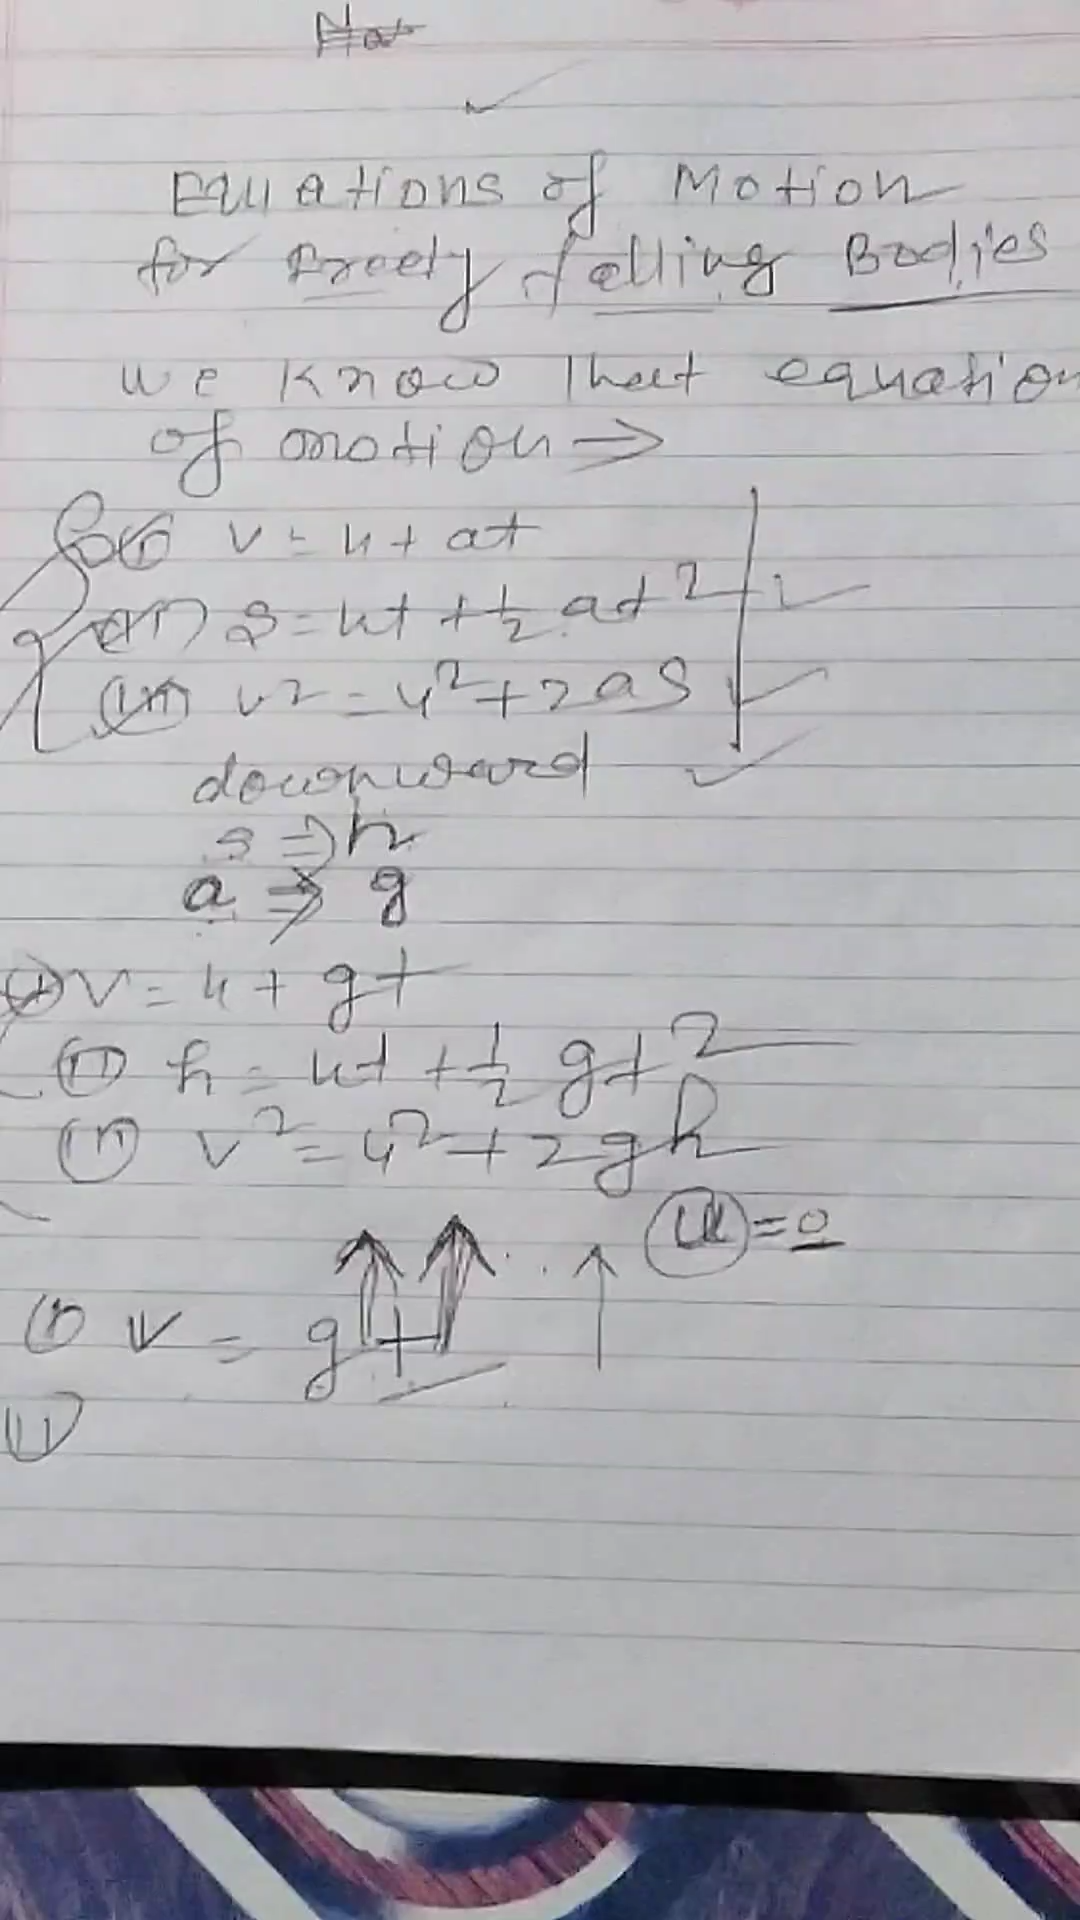 Equations of Motion
for freely falling Bodies
we know that equation
of motion →
(i) v = u + at
(ii) s = ut + 1/2 at²
(iii) v² = u² + 2as
downward
s ⇒ h
a ⇒ g
(i) v = u + gt
(ii) h = ut + 1/2 gt²
(iii) v² = u² + 2gh
u = 0
(i) v = gt
(ii)